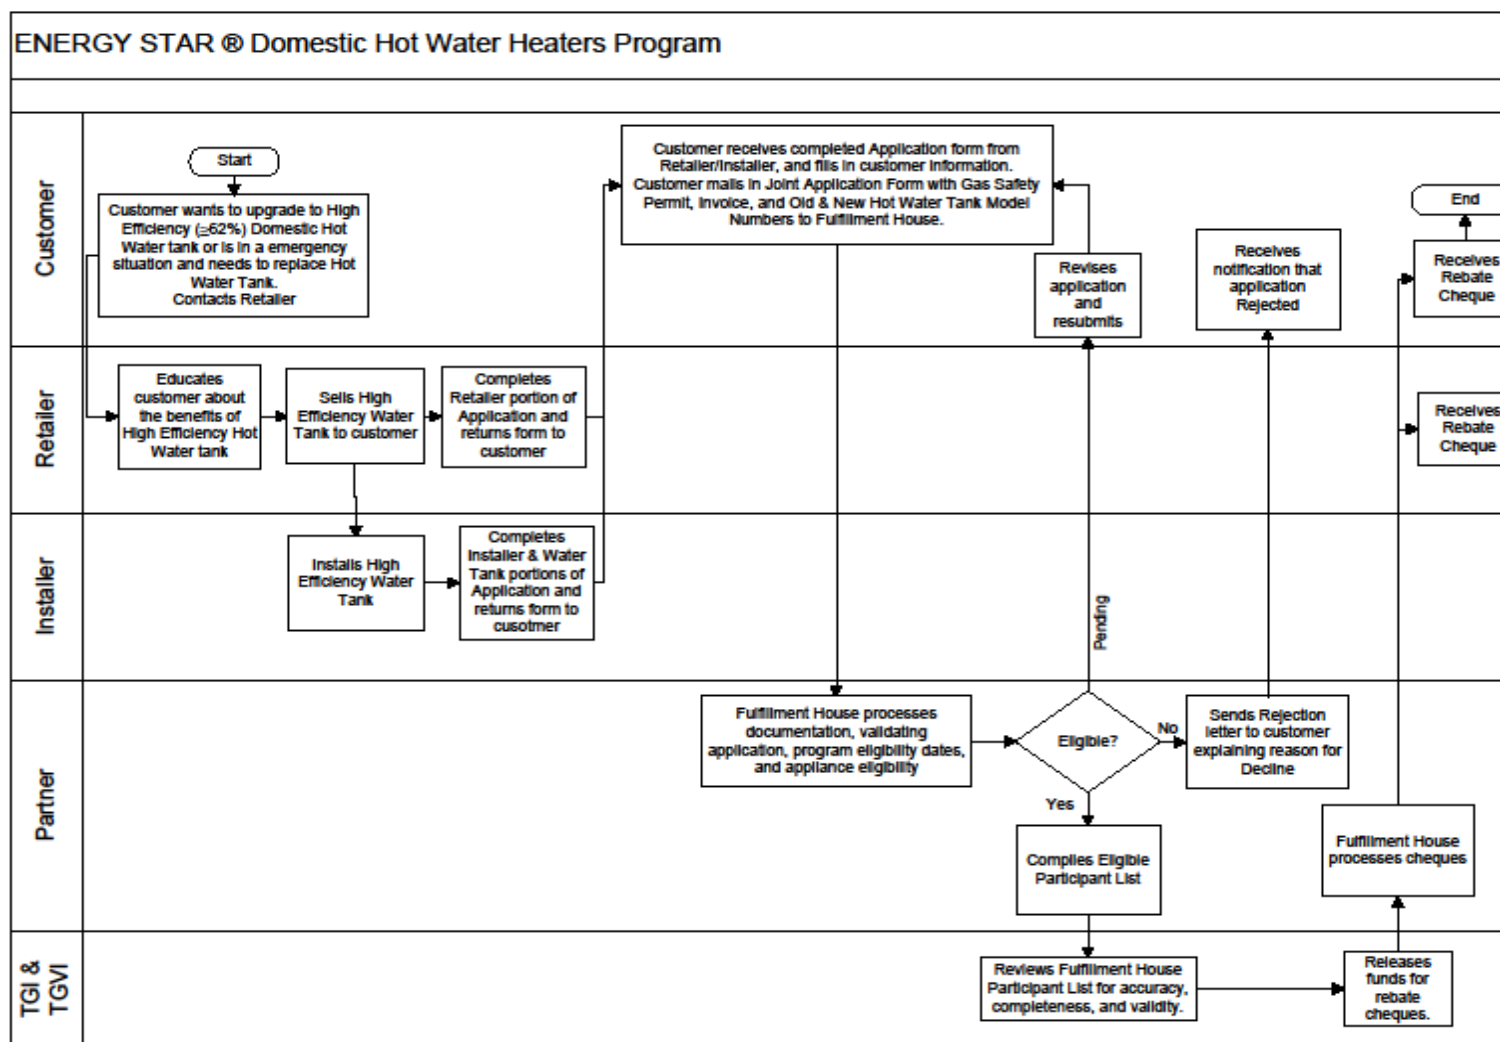 ENERGY STAR ® Domestic Hot Water Heaters Program
Customer
Start
Customer wants to upgrade to High
Efficiency (≥62%) Domestic Hot
Water tank or is in a emergency
situation and needs to replace Hot
Water Tank.
Contacts Retailer
Customer receives completed Application form from
Retailer/Installer, and fills in customer information.
Customer mails in Joint Application Form with Gas Safety
Permit, Invoice, and Old & New Hot Water Tank Model
Numbers to Fulfillment House.
Revises
application
and
resubmits
Receives
notification that
application
Rejected
End
Receives
Rebate
Cheque
Retailer
Educates
customer about
the benefits of
High Efficiency Hot
Water tank
Sells High
Efficiency Water
Tank to customer
Completes
Retailer portion of
Application and
returns form to
customer
Receives
Rebate
Cheque
Installer
Installs High
Efficiency Water
Tank
Completes
Installer & Water
Tank portions of
Application and
returns form to
cusotmer
Pending
Partner
Fulfillment House processes
documentation, validating
application, program eligibility dates,
and appliance eligibility
Eligible?
No
Yes
Sends Rejection
letter to customer
explaining reason for
Decline
Compiles Eligible
Participant List
Fulfillment House
processes cheques
TGI &
TGVI
Reviews Fulfillment House
Participant List for accuracy,
completeness, and validity.
Releases
funds for
rebate
cheques.